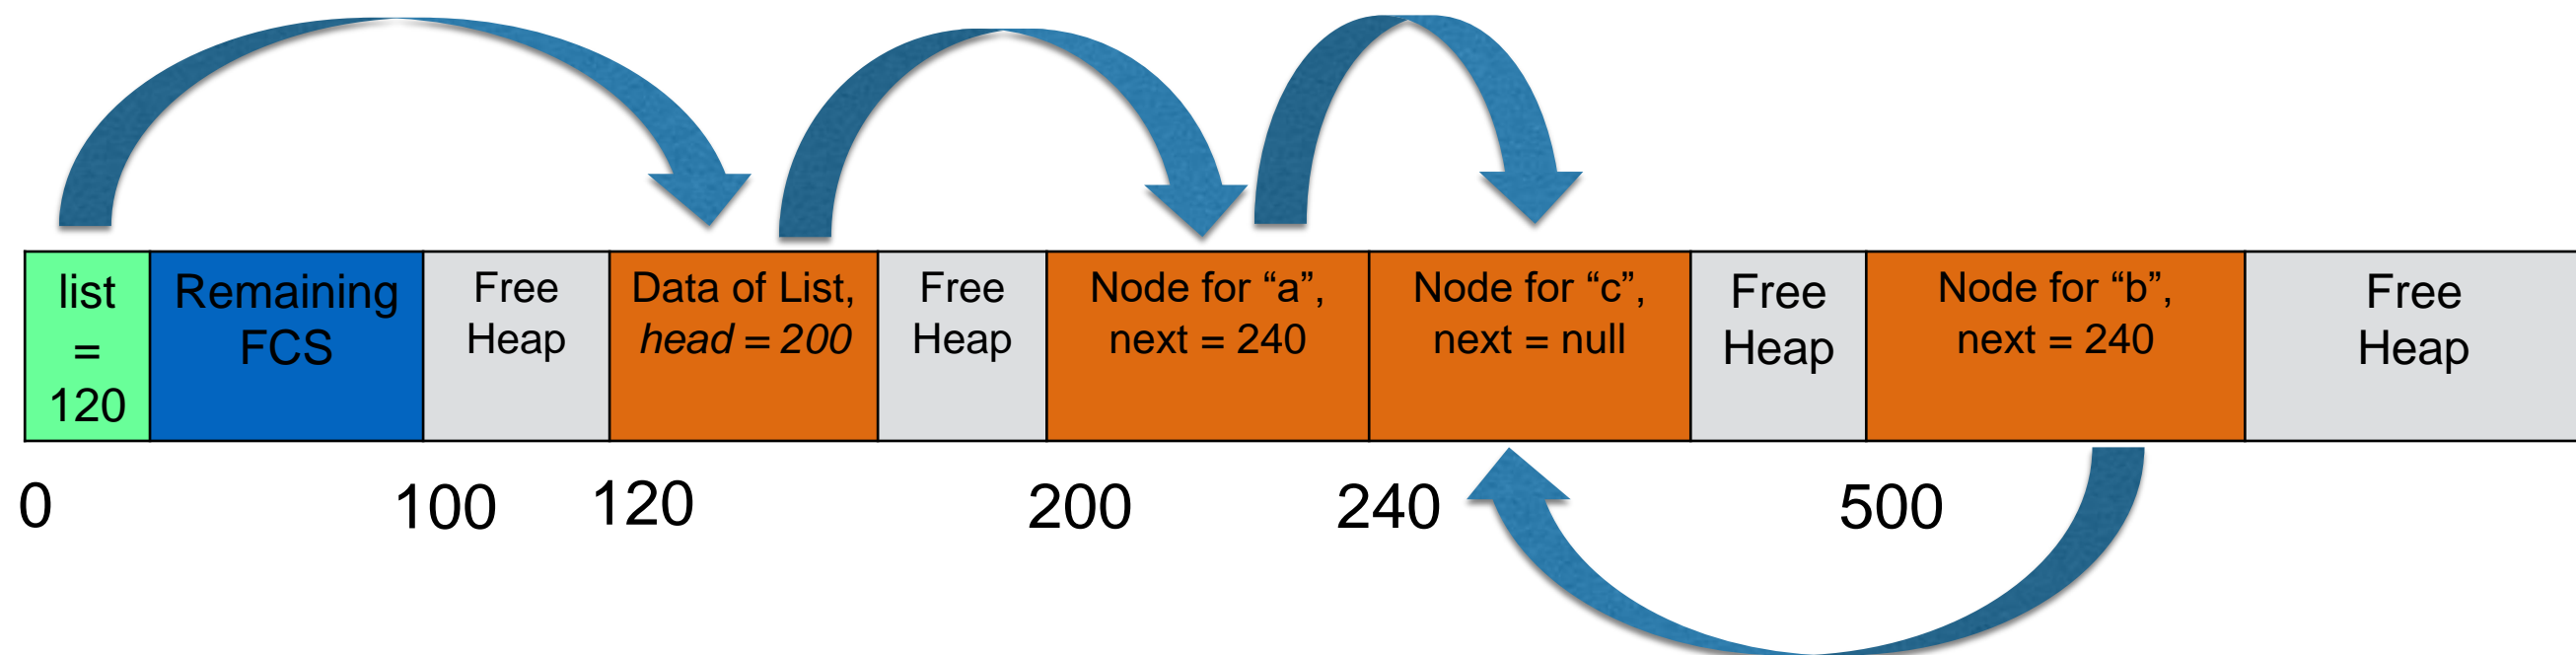 list
=
120
Remaining
FCS
Free
Heap
Data of List,
head = 200
Free
Heap
Node for “a”,
next = 240
Node for “c”,
next = null
Free
Heap
Node for “b”,
next = 240
Free
Heap
0
100
120
200
240
500